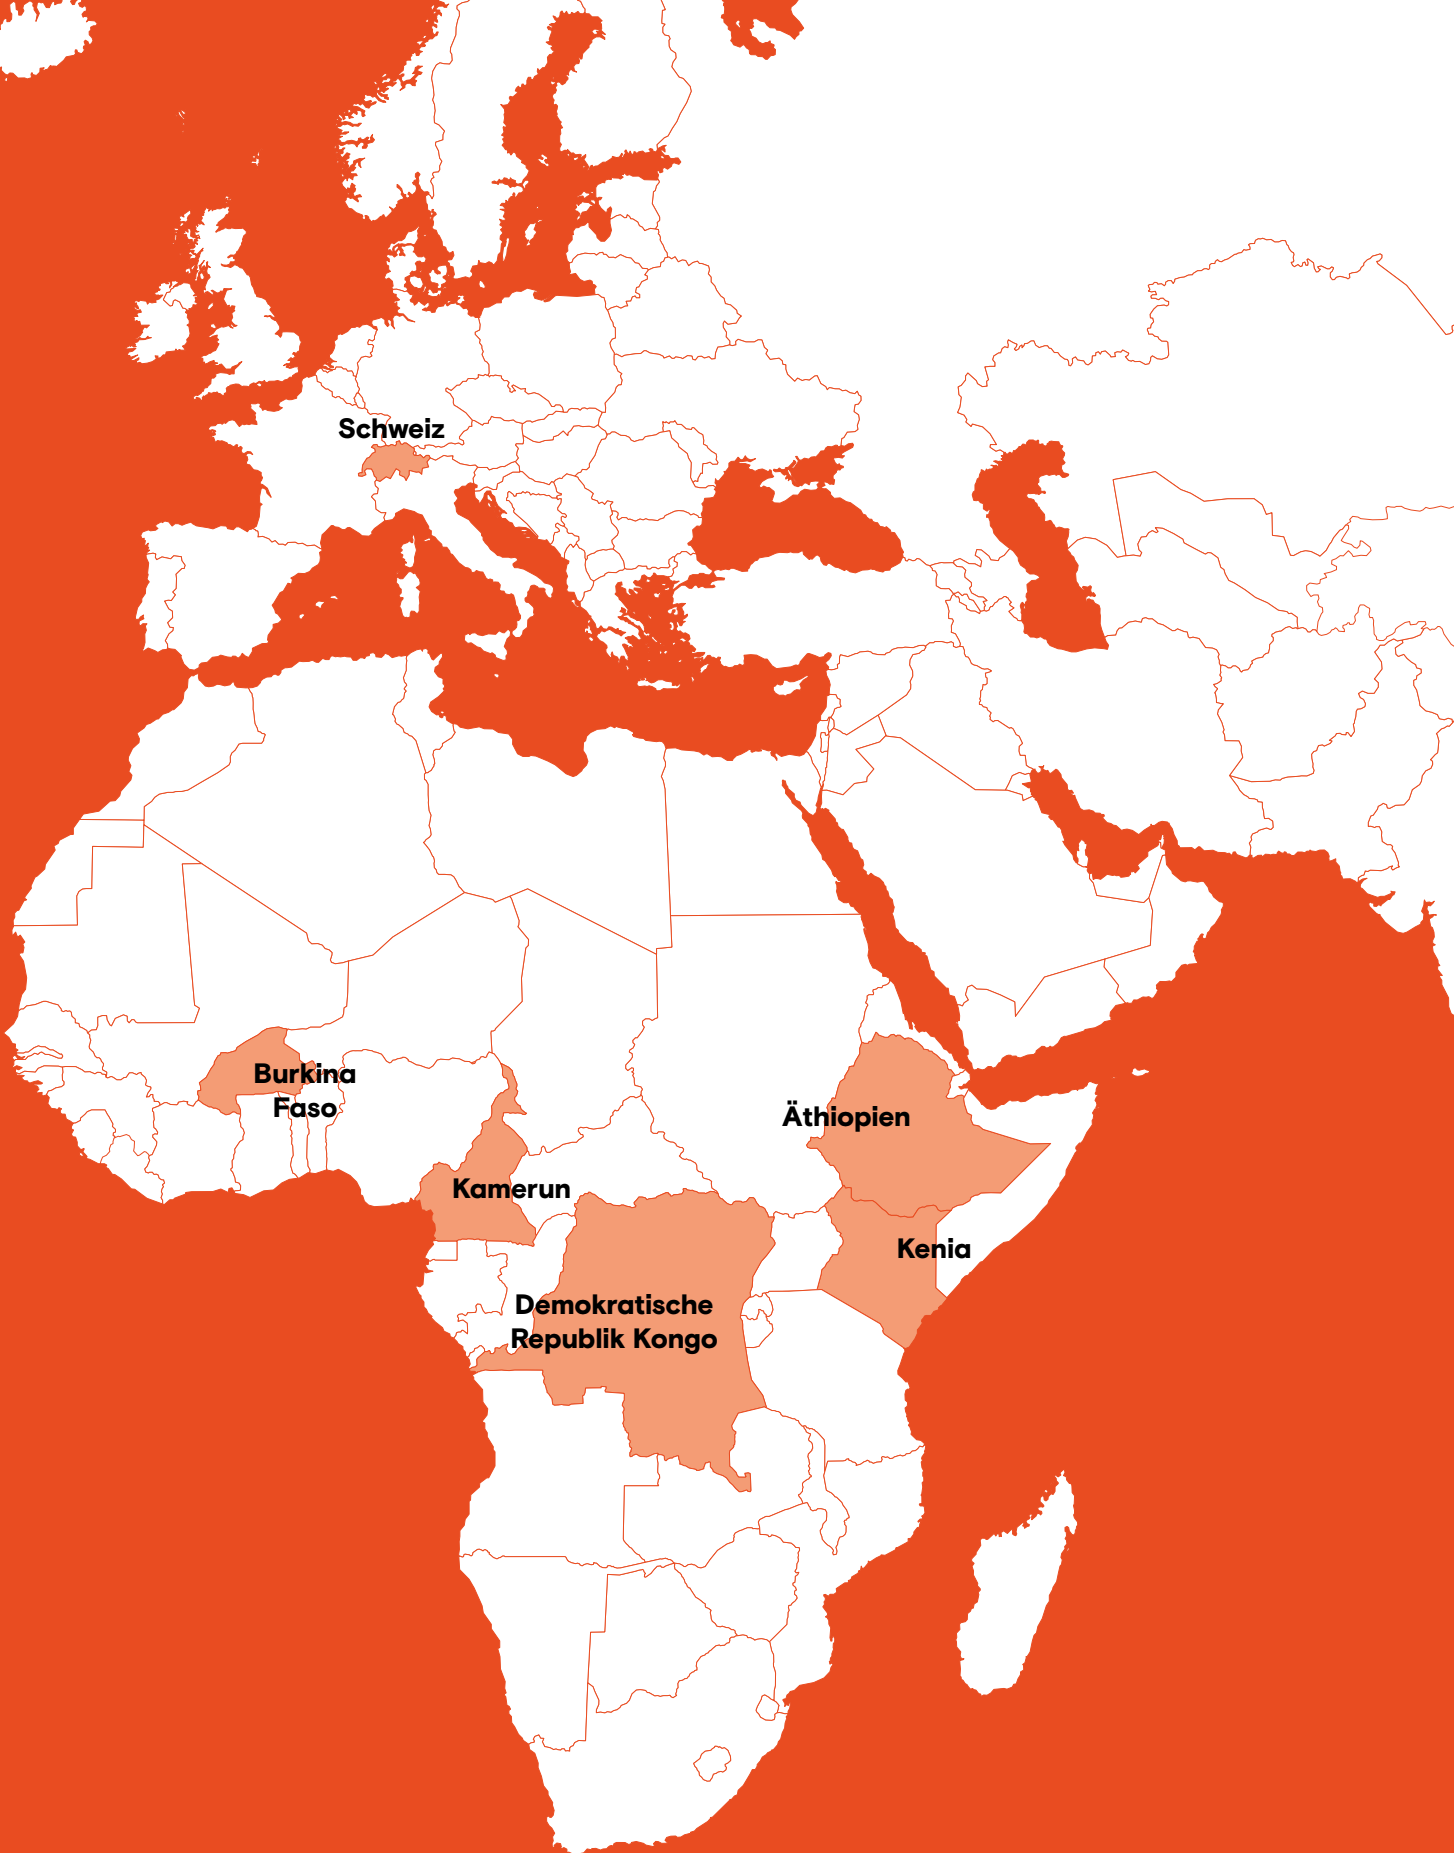 Schweiz
Burkina
Faso
Äthiopien
Kamerun
Kenia
Demokratische
Republik Kongo